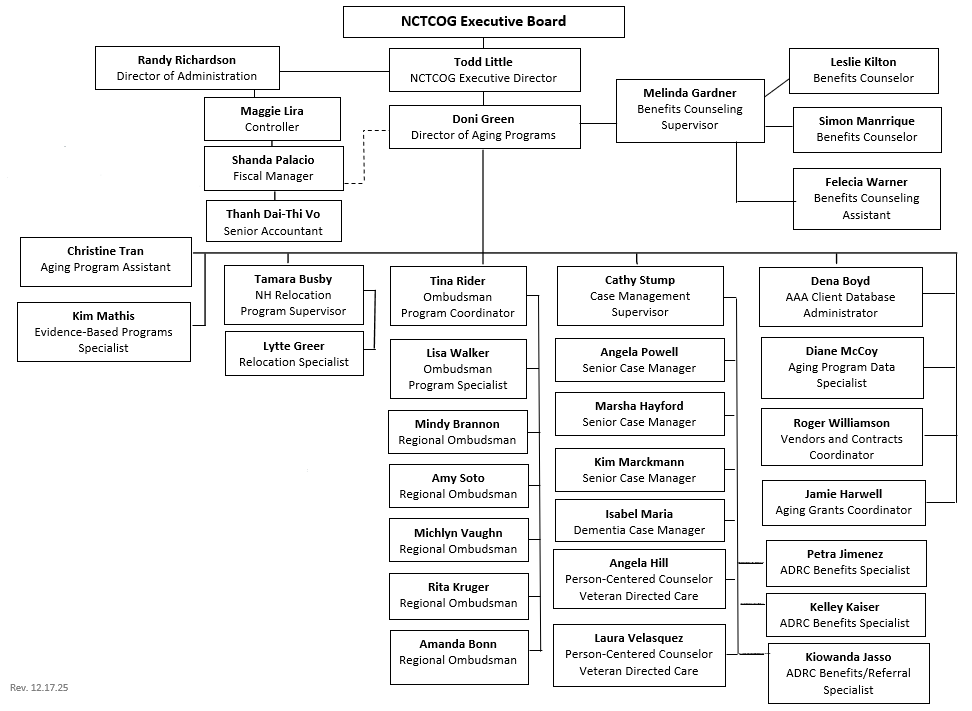 NCTCOG Executive Board
Randy Richardson
Director of Administration
Todd Little
NCTCOG Executive Director
Leslie Kilton
Benefits Counselor
Maggie Lira
Controller
Doni Green
Director of Aging Programs
Melinda Gardner
Benefits Counseling
Supervisor
Simon Manrrique
Benefits Counselor
Shanda Palacio
Fiscal Manager
Felecia Warner
Benefits Counseling
Assistant
Thanh Dai-Thi Vo
Senior Accountant
Christine Tran
Aging Program Assistant
Kim Mathis
Evidence-Based Programs
Specialist
Tamara Busby
NH Relocation
Program Supervisor
Lytte Greer
Relocation Specialist
Tina Rider
Ombudsman
Program Coordinator
Lisa Walker
Ombudsman
Program Specialist
Mindy Brannon
Regional Ombudsman
Amy Soto
Regional Ombudsman
Michlyn Vaughn
Regional Ombudsman
Rita Kruger
Regional Ombudsman
Amanda Bonn
Regional Ombudsman
Cathy Stump
Case Management
Supervisor
Angela Powell
Senior Case Manager
Marsha Hayford
Senior Case Manager
Kim Marckmann
Senior Case Manager
Isabel Maria
Dementia Case Manager
Angela Hill
Person-Centered Counselor
Veteran Directed Care
Laura Velasquez
Person-Centered Counselor
Veteran Directed Care
Dena Boyd
AAA Client Database
Administrator
Diane McCoy
Aging Program Data
Specialist
Roger Williamson
Vendors and Contracts
Coordinator
Jamie Harwell
Aging Grants Coordinator
Petra Jimenez
ADRC Benefits Specialist
Kelley Kaiser
ADRC Benefits Specialist
Kiowanda Jasso
ADRC Benefits/Referral
Specialist
Rev. 12.17.25